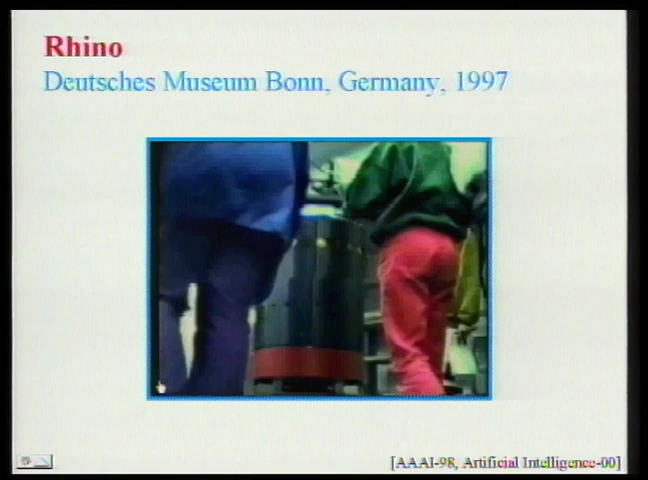 Rhino
Deutsches Museum Bonn, Germany, 1997
[AAAI-98, Artificial Intelligence-00]